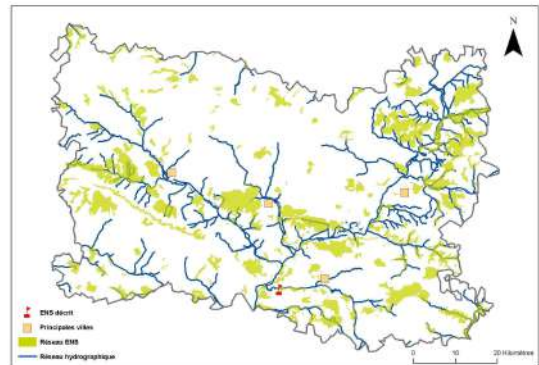 N
ENS décrit
Principales villes
Réseau ENS
Réseau hydrographique
0 10 20 Kilomètres